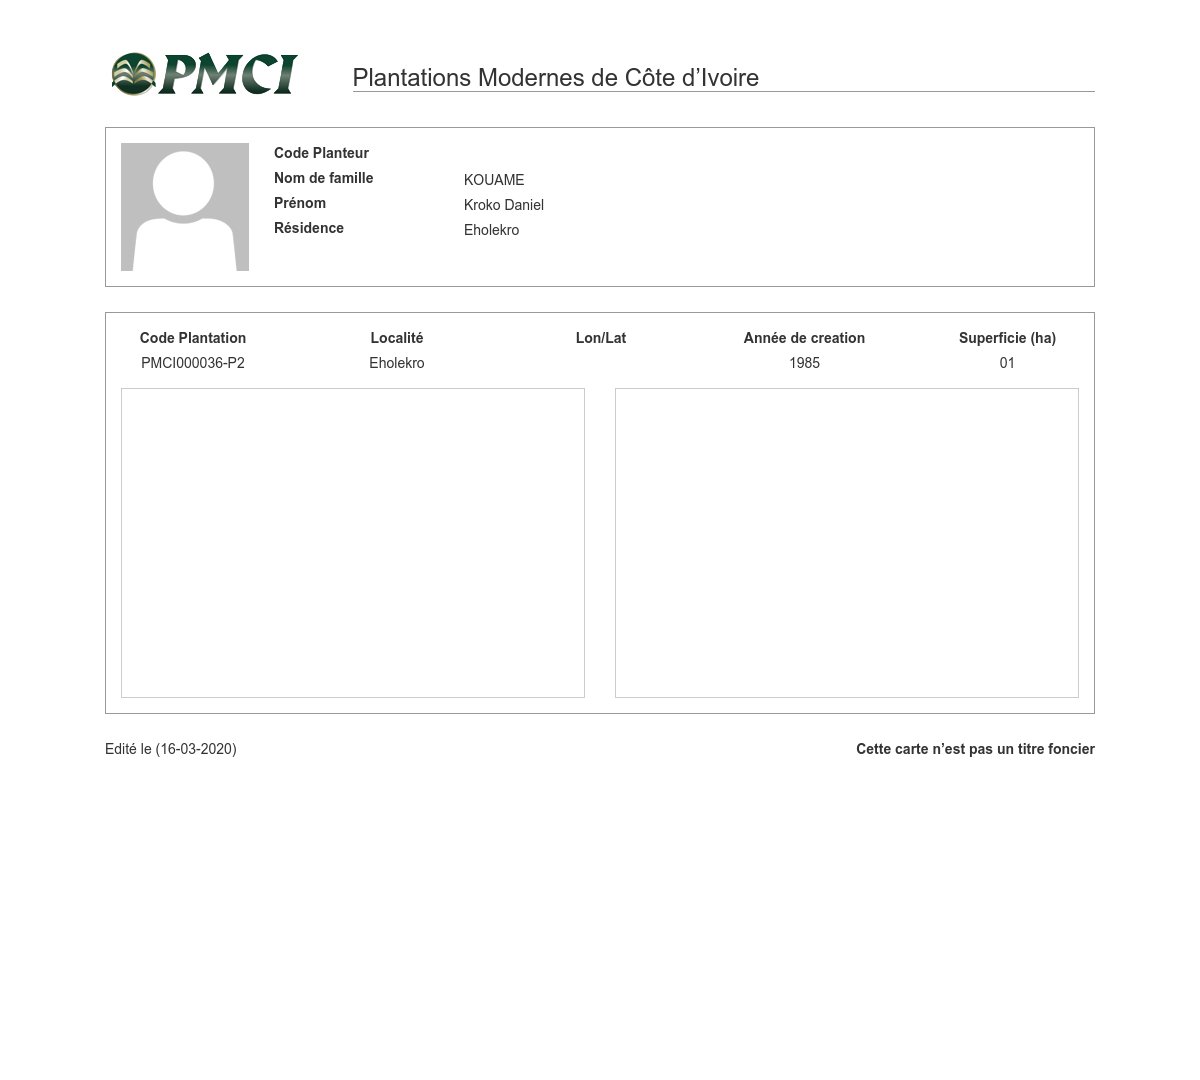 PMCI
Plantations Modernes de Côte d’Ivoire
Code Planteur
Nom de famille KOUAME
Prénom Kroko Daniel
Résidence Eholekro
Code Plantation Localité Lon/Lat Année de creation Superficie (ha)
PMCI000036-P2 Eholekro 1985 01
Edité le (16-03-2020) Cette carte n’est pas un titre foncier